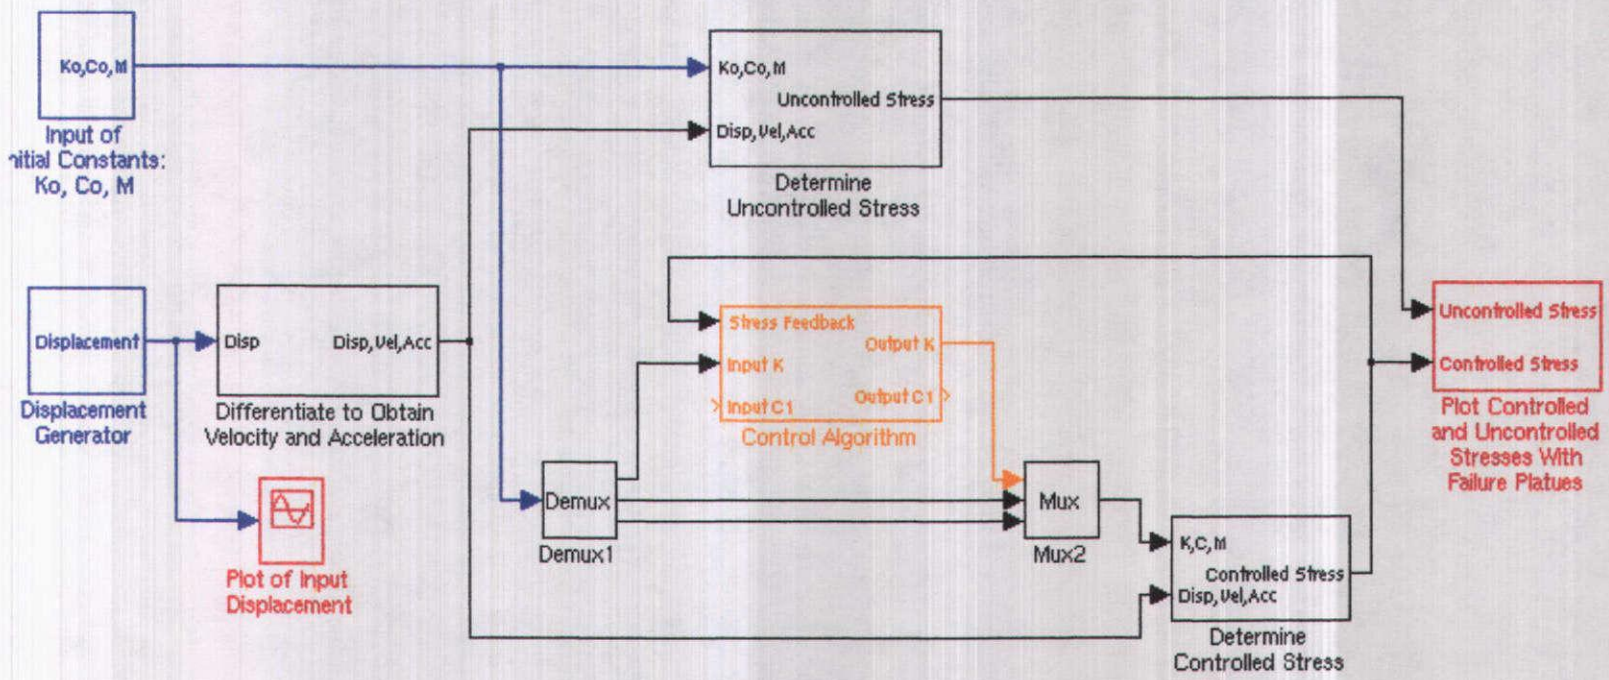 Ko,Co,M
Input of
nitial Constants:
Ko, Co, M
Ko,Co,M
Uncontrolled Stress
Disp,Vel,Acc
Determine
Uncontrolled Stress
Displacement
Displacement
Generator
Disp
Disp,Vel,Acc
Differentiate to Obtain
Velocity and Acceleration
Plot of Input
Displacement
Stress Feedback
Output K
Input K
Output C1
Input C1
Control Algorithm
Demux
Demux1
Mux
Mux2
K,C,M
Controlled Stress
Disp,Vel,Acc
Determine
Controlled Stress
Uncontrolled Stress
Controlled Stress
Plot Controlled
and Uncontrolled
Stresses With
Failure Platues